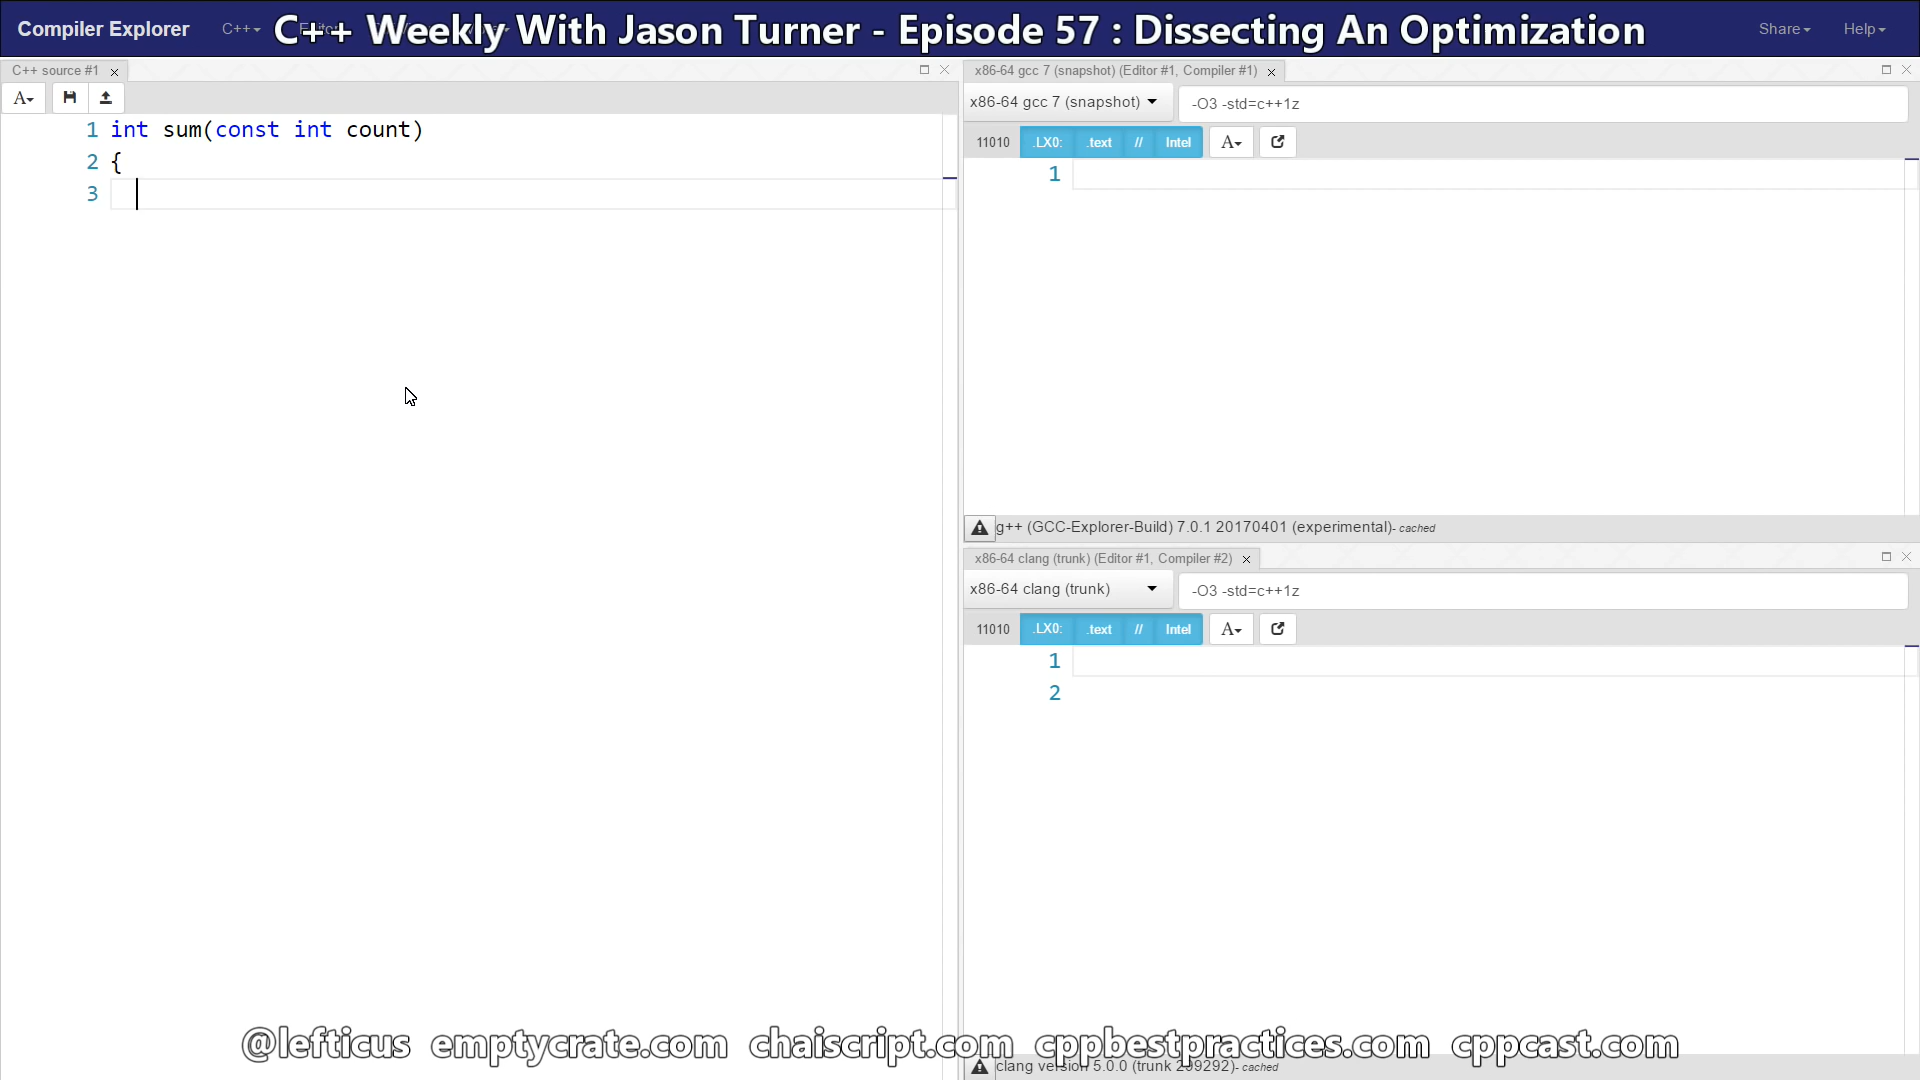 Compiler Explorer C++ C++ Weekly With Jason Turner - Episode 57 : Dissecting An Optimization Share Help
C++ source #1
A
1 int sum(const int count)
2 {
3
x86-64 gcc 7 (snapshot) (Editor #1, Compiler #1)
x86-64 gcc 7 (snapshot) -O3 -std=c++1z
11010 .LX0: .text // Intel A
1
g++ (GCC-Explorer-Build) 7.0.1 20170401 (experimental)- cached
x86-64 clang (trunk) (Editor #1, Compiler #2)
x86-64 clang (trunk) -O3 -std=c++1z
11010 .LX0: .text // Intel A
1
2
@lefticus emptycrate.com chaiscript.com cppbestpractices.com cppcast.com
clang version 5.0.0 (trunk 299292)- cached